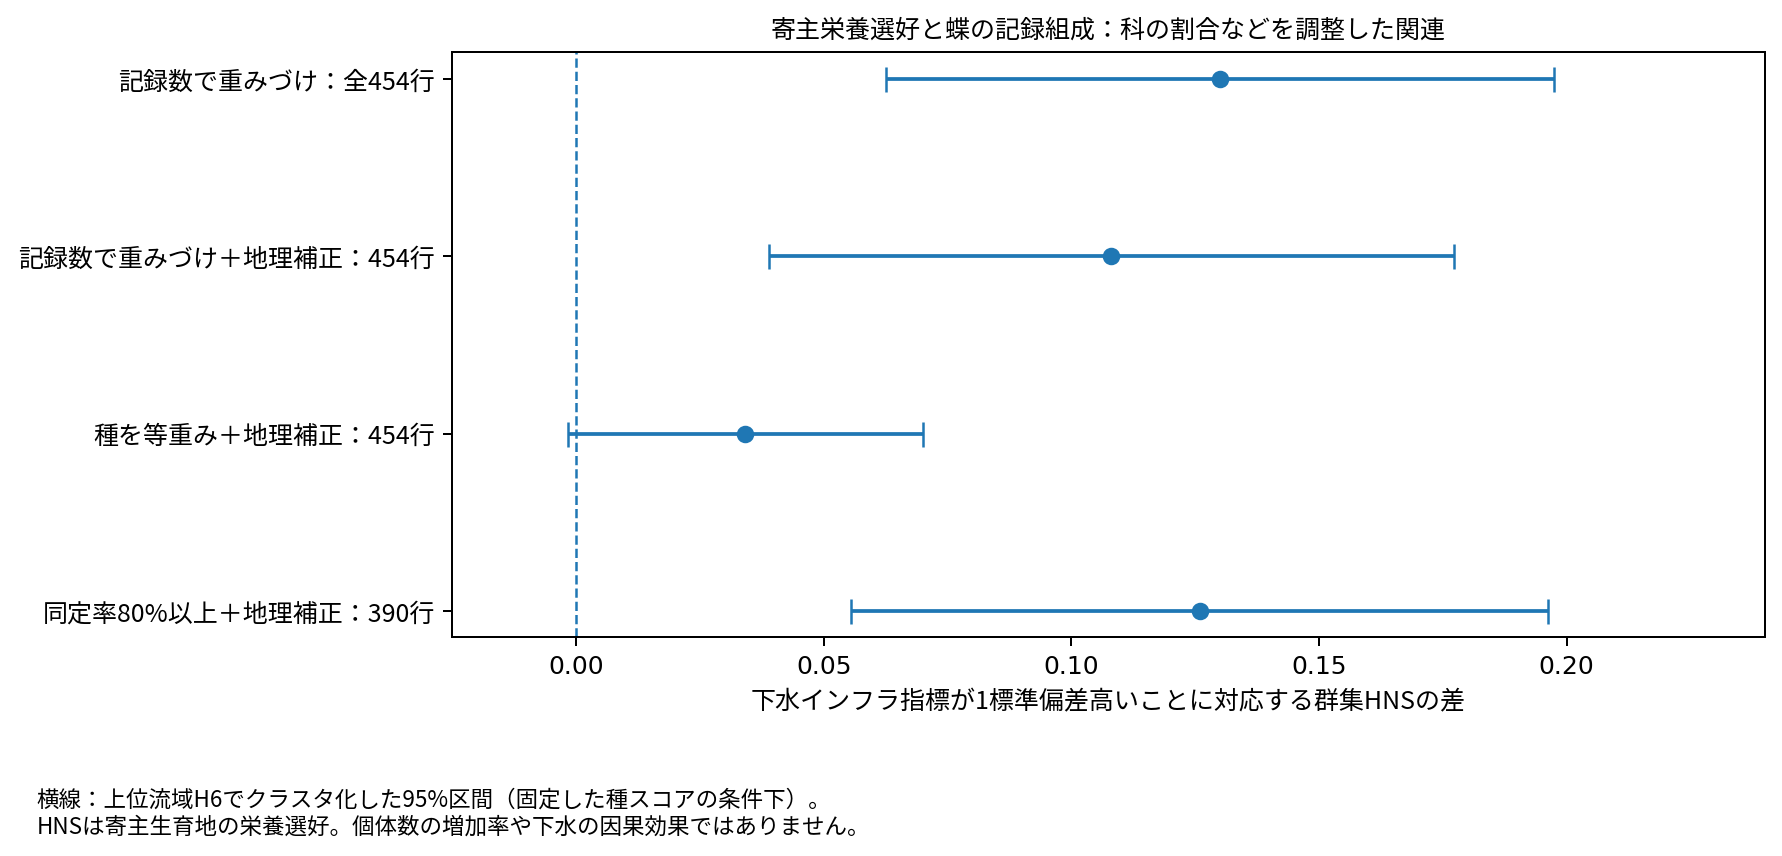 寄主栄養選好と蝶の記録組成：科の割合などを調整した関連
記録数で重みづけ：全454行
記録数で重みづけ＋地理補正：454行
種を等重み＋地理補正：454行
同定率80%以上＋地理補正：390行
0.00 0.05 0.10 0.15 0.20
下水インフラ指標が1標準偏差高いことに対応する群集HNSの差
横線：上位流域H6でクラスタ化した95%区間（固定した種スコアの条件下）。
HNSは寄主生育地の栄養選好。個体数の増加率や下水の因果効果ではありません。